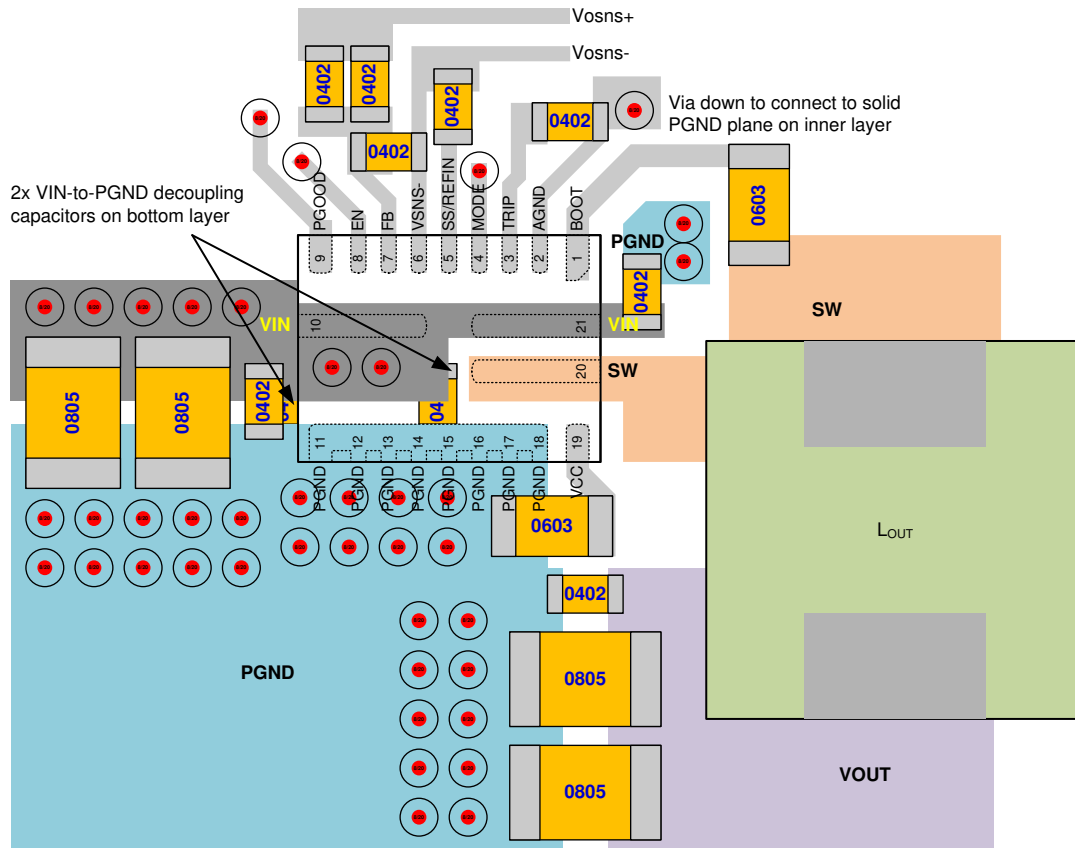 Vosns+
Vosns-
0402
0402
0402
0402
0402
Via down to connect to solid
PGND plane on inner layer
2x VIN-to-PGND decoupling
capacitors on bottom layer
0603
PGOOD
EN
FB
VSNS-
SS/REFIN
MODE
TRIP
AGND
BOOT
9
8
7
6
5
4
3
2
1
PGND
0402
SW
VIN
10
21
VIN
20
SW
0805
0805
0402
04
04
11
12
13
14
15
16
17
18
19
PGND
PGND
PGND
PGND
PGND
PGND
PGND
PGND
VCC
0603
LOUT
0402
PGND
0805
0805
VOUT